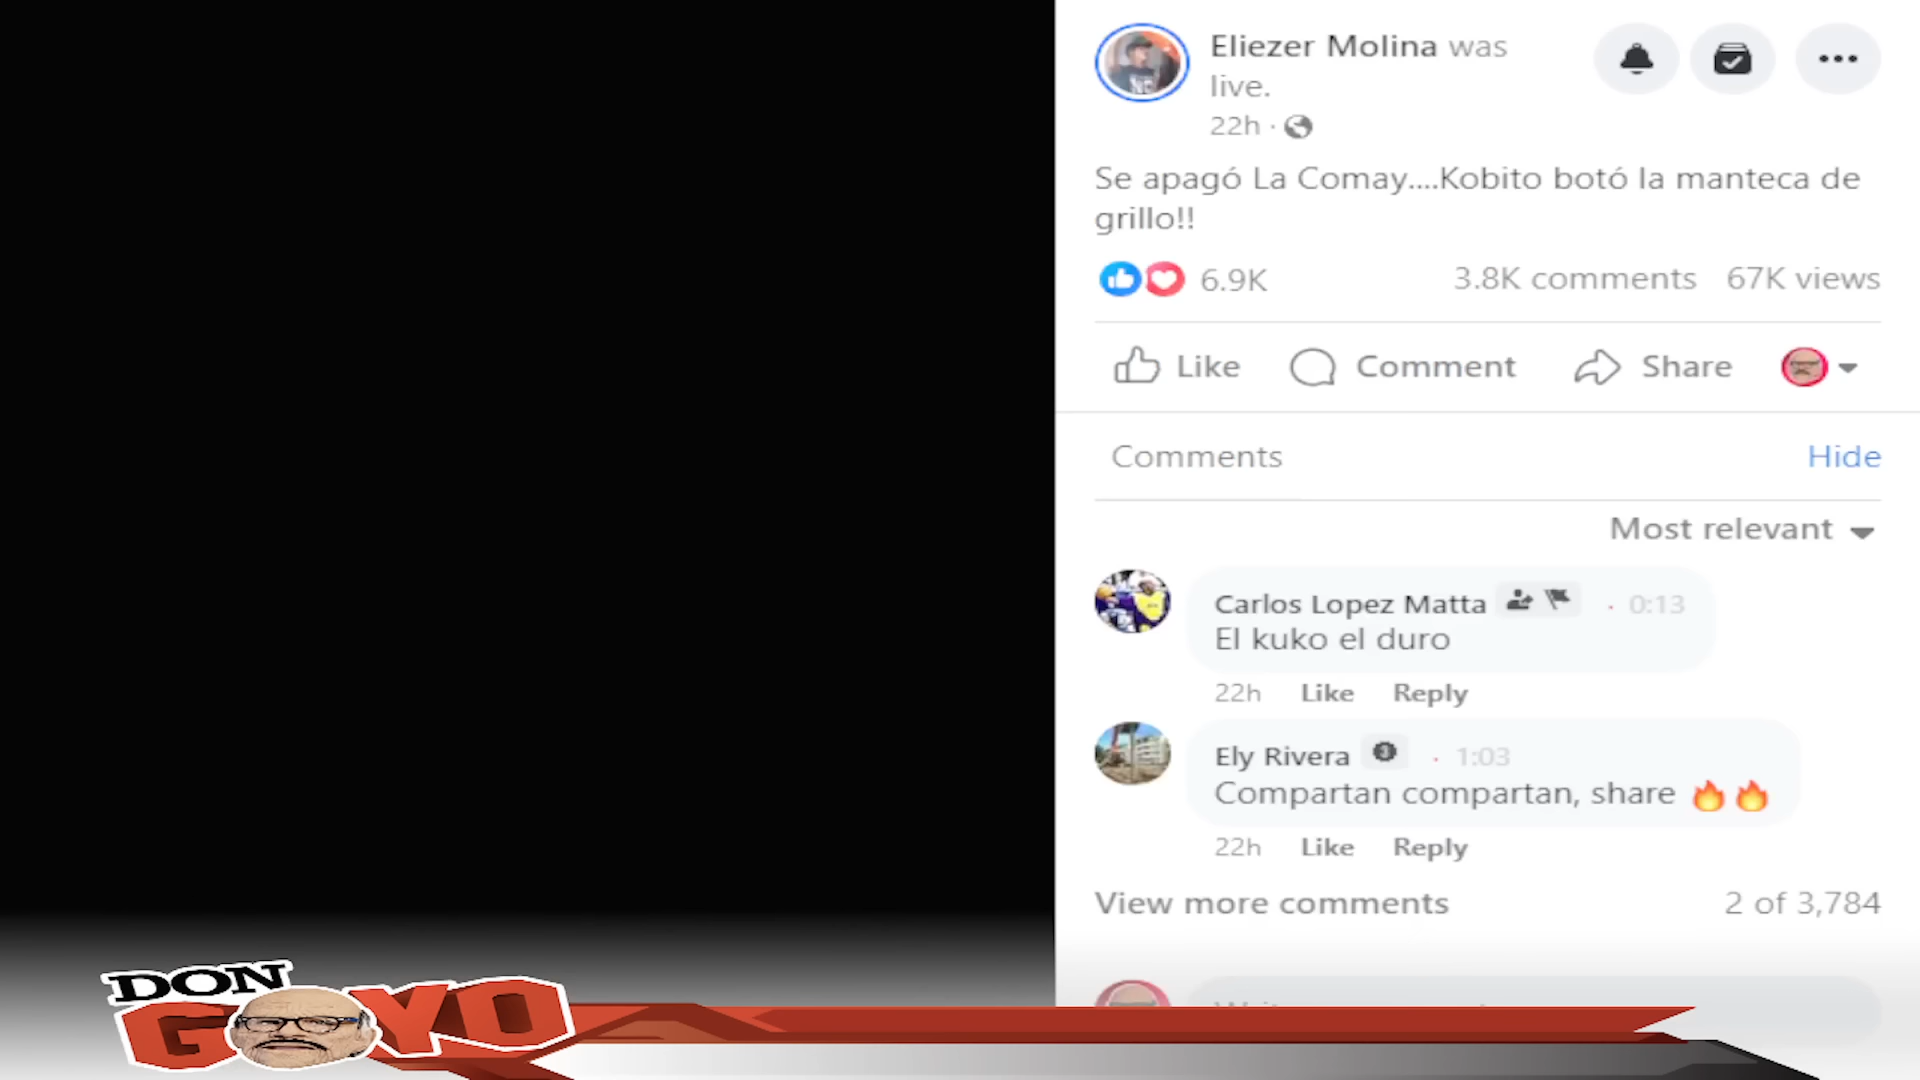 Eliezer Molina was
live.
22h ·
Se apagó La Comay....Kobito botó la manteca de
grillo!!
6.9K 3.8K comments 67K views
Like Comment Share
Comments Hide
Most relevant
Carlos Lopez Matta · 0:13
El kuko el duro
22h Like Reply
Ely Rivera · 1:03
Compartan compartan, share 🔥🔥
22h Like Reply
View more comments 2 of 3,784
DON
GOYO